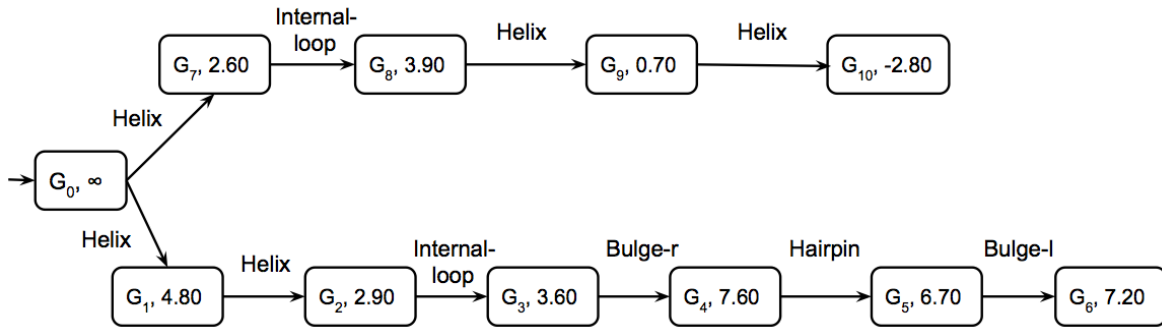 Internal-
loop
Helix
Helix
G7, 2.60
G8, 3.90
G9, 0.70
G10, -2.80
Helix
G0, ∞
Helix
Helix
Internal-
loop
Bulge-r
Hairpin
Bulge-l
G1, 4.80
G2, 2.90
G3, 3.60
G4, 7.60
G5, 6.70
G6, 7.20